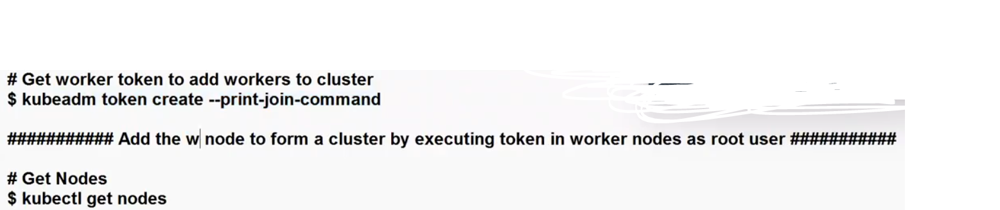 # Get worker token to add workers to cluster
$ kubeadm token create --print-join-command
########### Add the w node to form a cluster by executing token in worker nodes as root user ###########
# Get Nodes
$ kubectl get nodes